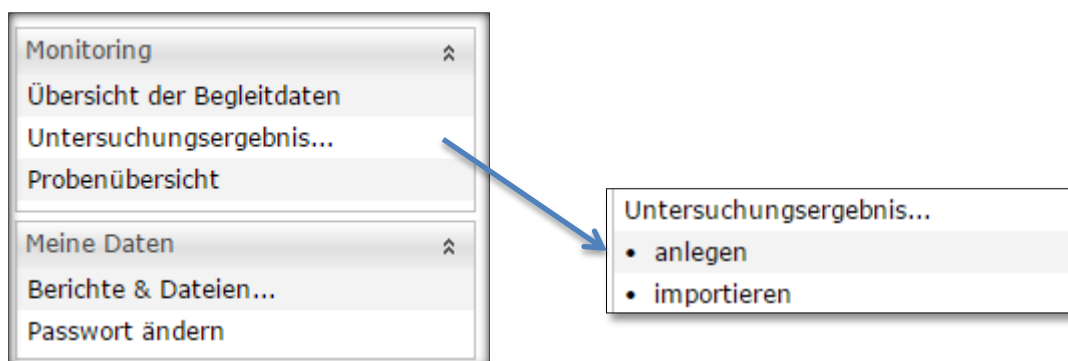 Monitoring
Übersicht der Begleitdaten
Untersuchungsergebnis...
Probenübersicht
Meine Daten
Berichte & Dateien...
Passwort ändern
Untersuchungsergebnis...
• anlegen
• importieren